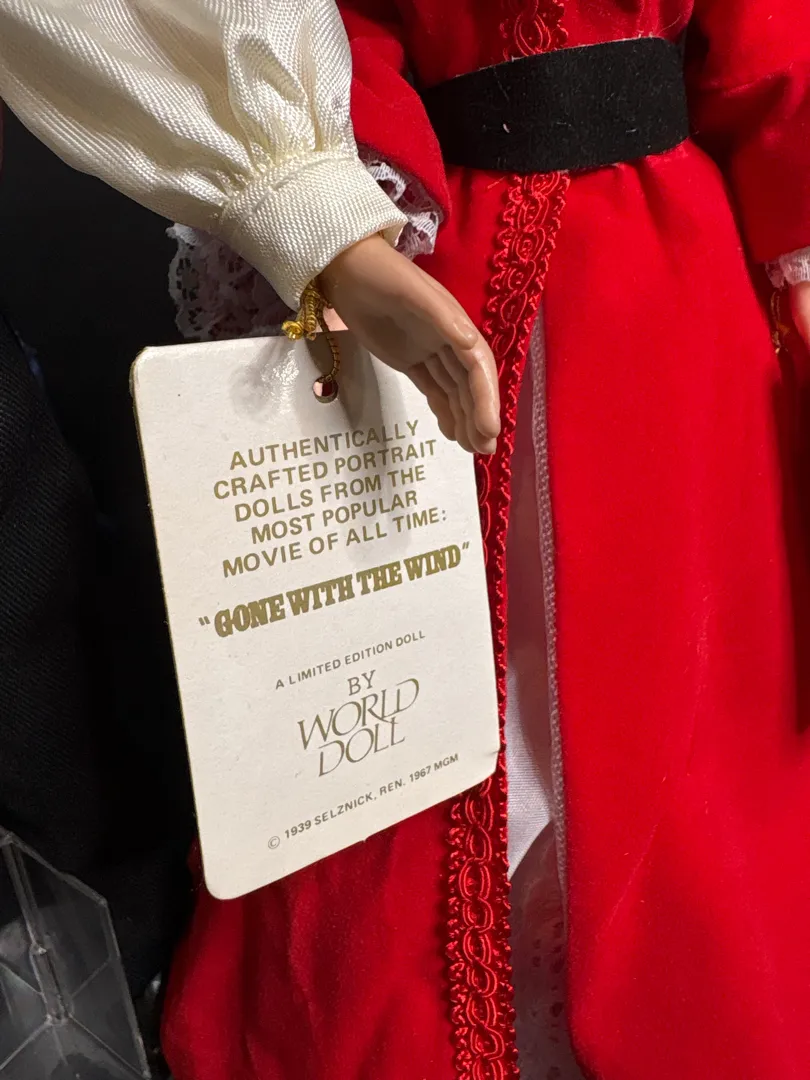 AUTHENTICALLY
CRAFTED PORTRAIT
DOLLS FROM THE
MOST POPULAR
MOVIE OF ALL TIME:
"GONE WITH THE WIND"
A LIMITED EDITION DOLL
BY
WORLD
DOLL
© 1939 SELZNICK, REN. 1967 MGM